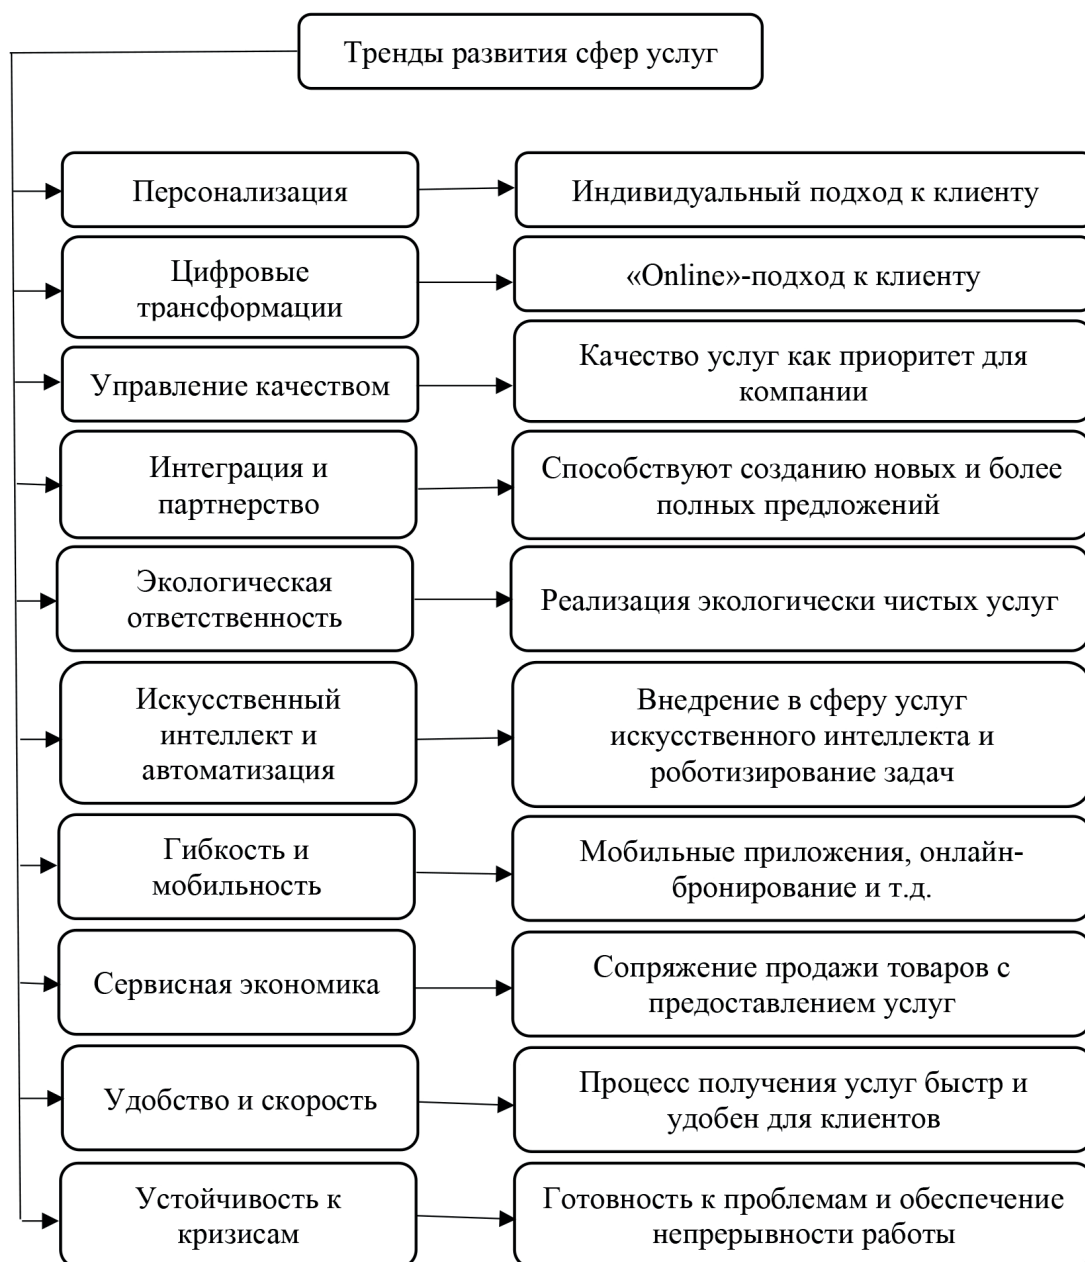 Тренды развития сфер услуг
Персонализация
Индивидуальный подход к клиенту
Цифровые
трансформации
«Online»-подход к клиенту
Управление качеством
Качество услуг как приоритет для
компании
Интеграция и
партнерство
Способствуют созданию новых и более
полных предложений
Экологическая
ответственность
Реализация экологически чистых услуг
Искусственный
интеллект и
автоматизация
Внедрение в сферу услуг
искусственного интеллекта и
роботизирование задач
Гибкость и
мобильность
Мобильные приложения, онлайн-
бронирование и т.д.
Сервисная экономика
Сопряжение продажи товаров с
предоставлением услуг
Удобство и скорость
Процесс получения услуг быстр и
удобен для клиентов
Устойчивость к
кризисам
Готовность к проблемам и обеспечение
непрерывности работы